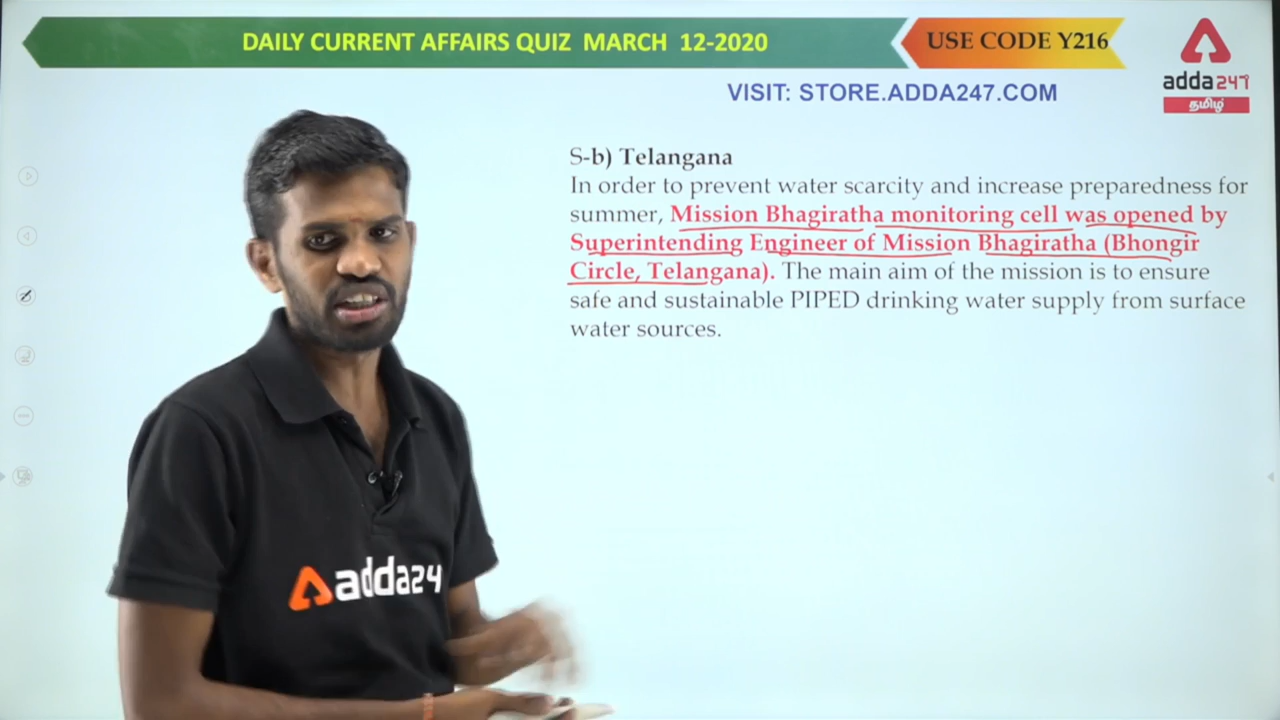 DAILY CURRENT AFFAIRS QUIZ MARCH 12-2020
USE CODE Y216
adda247
தமிழ்
VISIT: STORE.ADDA247.COM
S-b) Telangana
In order to prevent water scarcity and increase preparedness for
summer, Mission Bhagiratha monitoring cell was opened by
Superintending Engineer of Mission Bhagiratha (Bhongir
Circle, Telangana). The main aim of the mission is to ensure
safe and sustainable PIPED drinking water supply from surface
water sources.
adda24